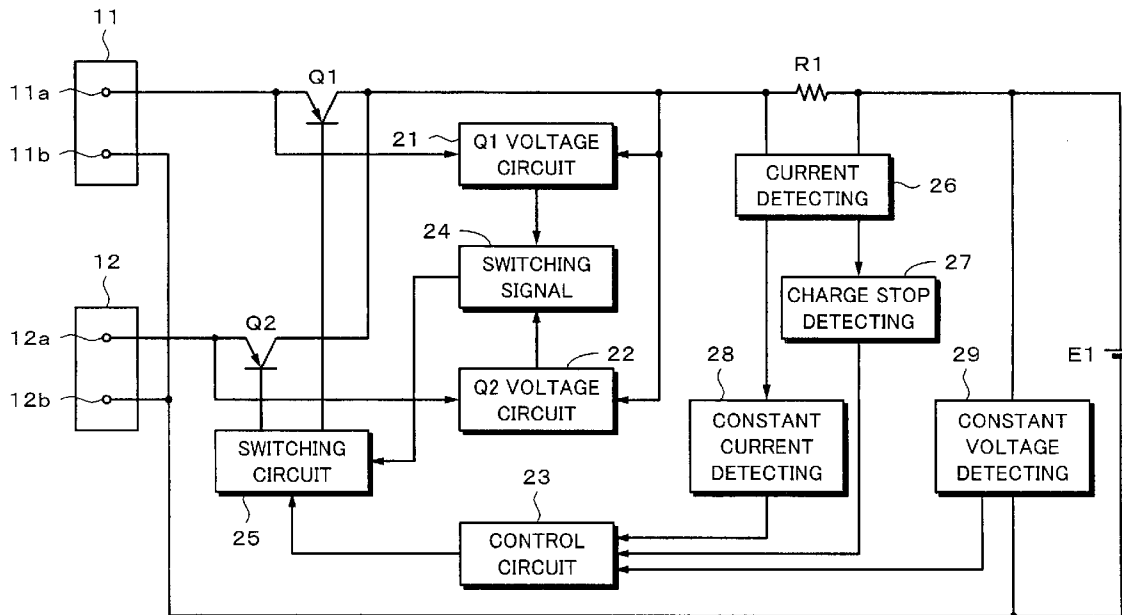 11
11a
11b
Q1
R1
21
Q1 VOLTAGE
CIRCUIT
CURRENT
DETECTING
26
24
SWITCHING
SIGNAL
27
CHARGE STOP
DETECTING
12
12a
12b
Q2
22
Q2 VOLTAGE
CIRCUIT
28
CONSTANT
CURRENT
DETECTING
29
CONSTANT
VOLTAGE
DETECTING
E1
SWITCHING
CIRCUIT
25
23
CONTROL
CIRCUIT